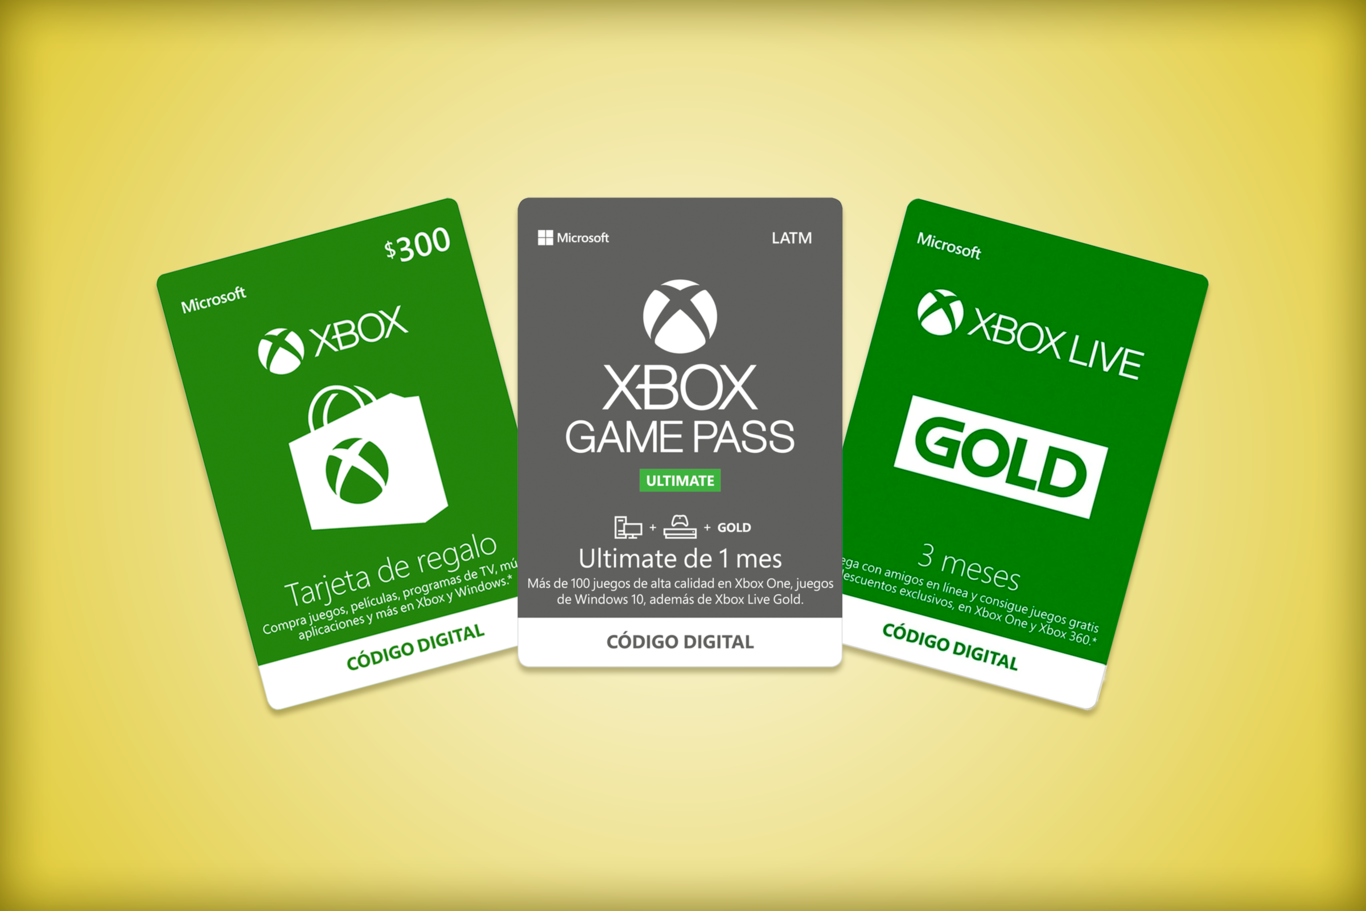 $300
Microsoft
XBOX
Tarjeta de regalo
Compra juegos, películas, programas de TV,
aplicaciones y más en Xbox y Windows.*
CÓDIGO DIGITAL
Microsoft
LATM
XBOX
GAME PASS
ULTIMATE
+ + GOLD
Ultimate de 1 mes
Más de 100 juegos de alta calidad en Xbox One, juegos
de Windows 10, además de Xbox Live Gold.
CÓDIGO DIGITAL
Microsoft
XBOX LIVE
GOLD
3 meses
con amigos en línea y consigue juegos gratis
descuentos exclusivos, en Xbox One y Xbox 360.*
CÓDIGO DIGITAL